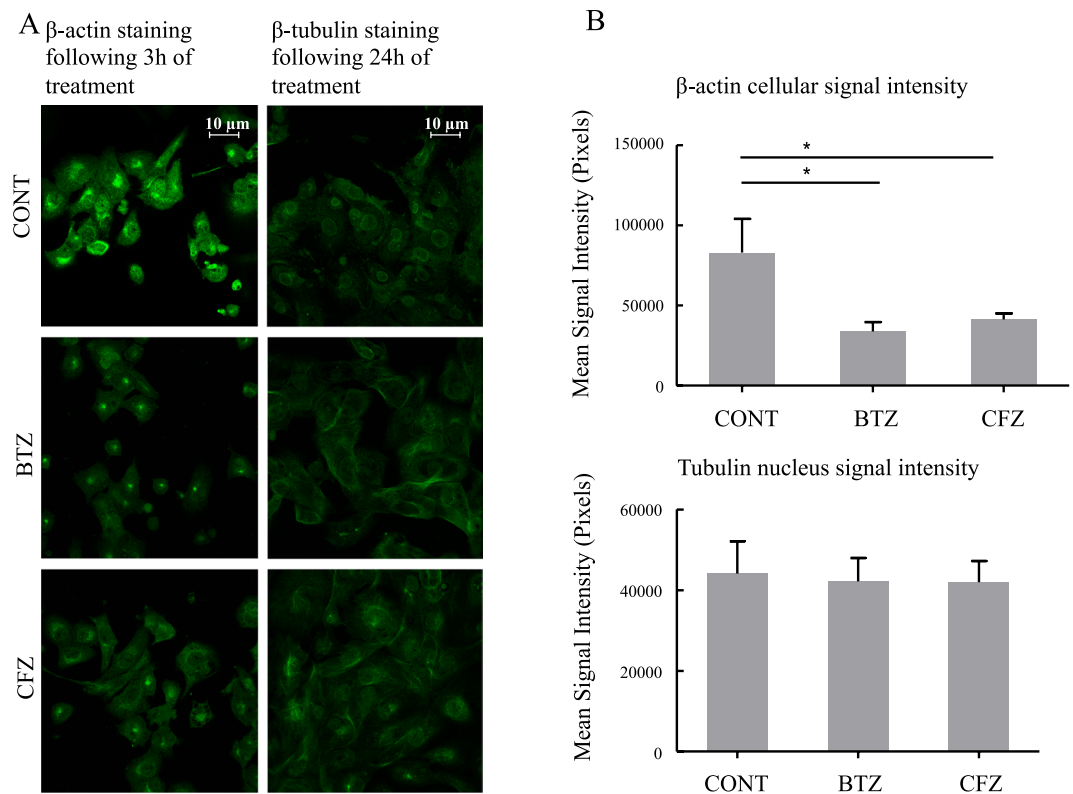 A
β-actin staining
following 3h of
treatment
β-tubulin staining
following 24h of
treatment
CONT
10 µm
10 µm
BTZ
CFZ
B
β-actin cellular signal intensity
Mean Signal Intensity (Pixels)
150000
100000
50000
0
*
*
CONT BTZ CFZ
Tubulin nucleus signal intensity
Mean Signal Intensity (Pixels)
60000
40000
20000
0
CONT BTZ CFZ